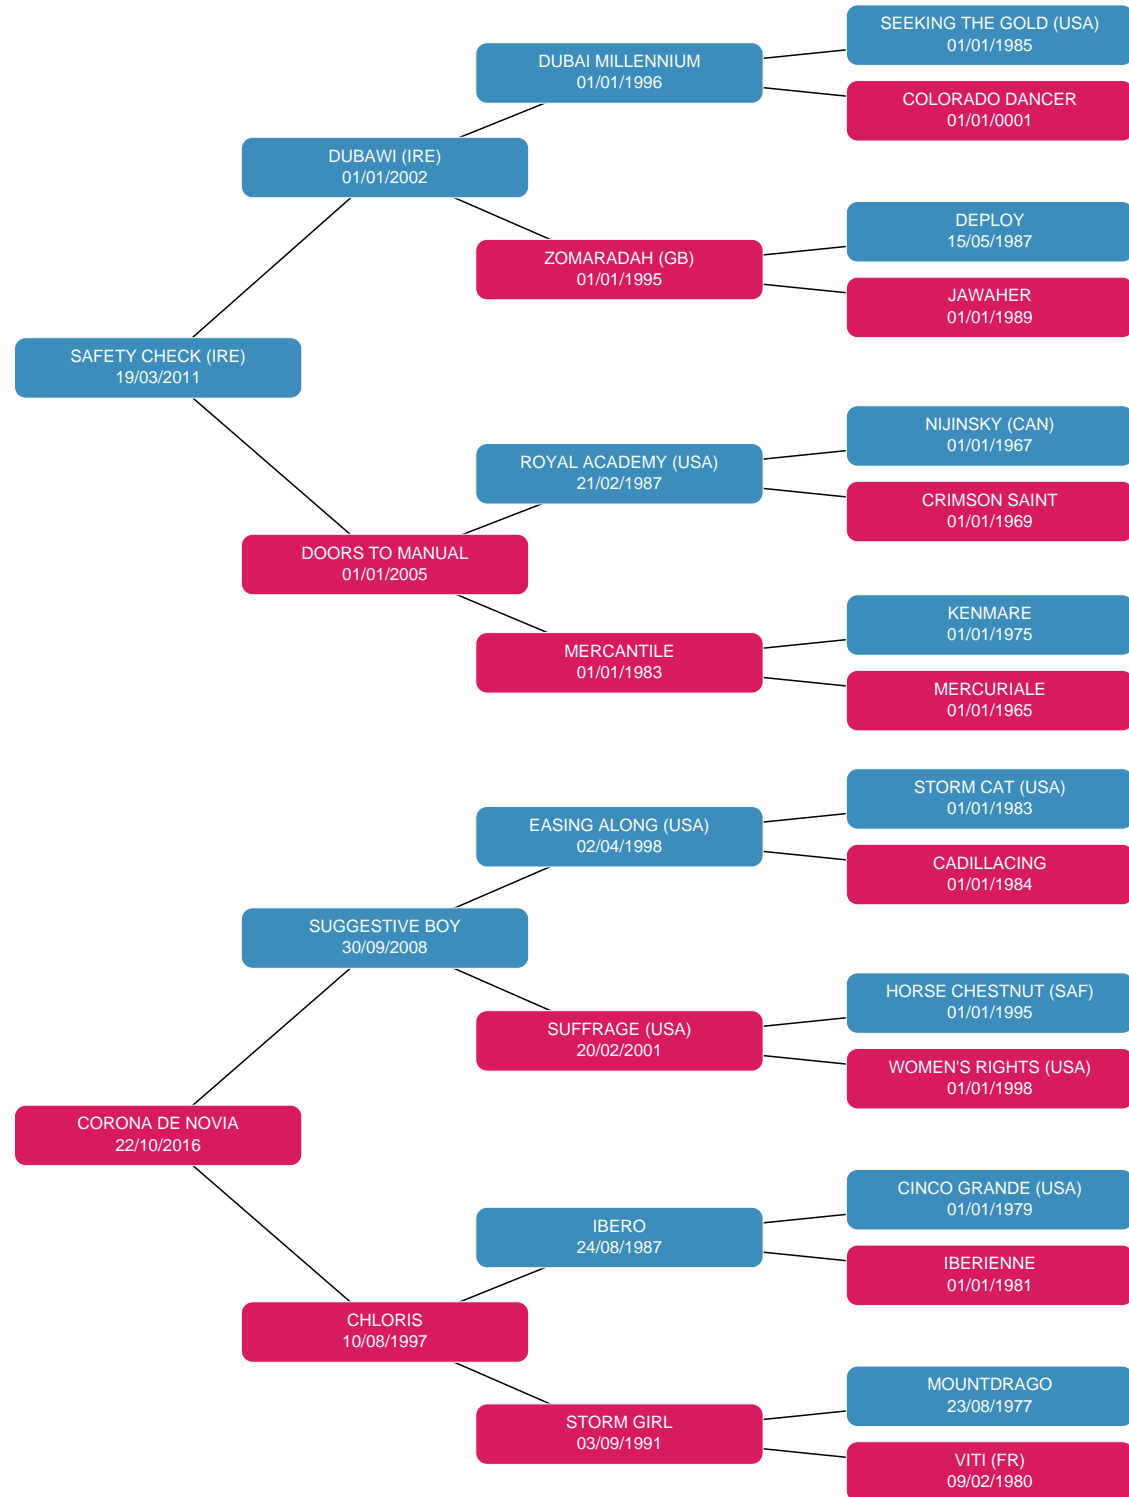 SEEKING THE GOLD (USA)
01/01/1985
DUBAI MILLENNIUM
01/01/1996
COLORADO DANCER
01/01/0001
DUBAWI (IRE)
01/01/2002
DEPLOY
15/05/1987
ZOMARADAH (GB)
01/01/1995
JAWAHER
01/01/1989
SAFETY CHECK (IRE)
19/03/2011
NIJINSKY (CAN)
01/01/1967
ROYAL ACADEMY (USA)
21/02/1987
CRIMSON SAINT
01/01/1969
DOORS TO MANUAL
01/01/2005
KENMARE
01/01/1975
MERCANTILE
01/01/1983
MERCURIALE
01/01/1965
STORM CAT (USA)
01/01/1983
EASING ALONG (USA)
02/04/1998
CADILLACING
01/01/1984
SUGGESTIVE BOY
30/09/2008
HORSE CHESTNUT (SAF)
01/01/1995
SUFFRAGE (USA)
20/02/2001
WOMEN'S RIGHTS (USA)
01/01/1998
CORONA DE NOVIA
22/10/2016
CINCO GRANDE (USA)
01/01/1979
IBERO
24/08/1987
IBERIENNE
01/01/1981
CHLORIS
10/08/1997
MOUNTDRAGO
23/08/1977
STORM GIRL
03/09/1991
VITI (FR)
09/02/1980